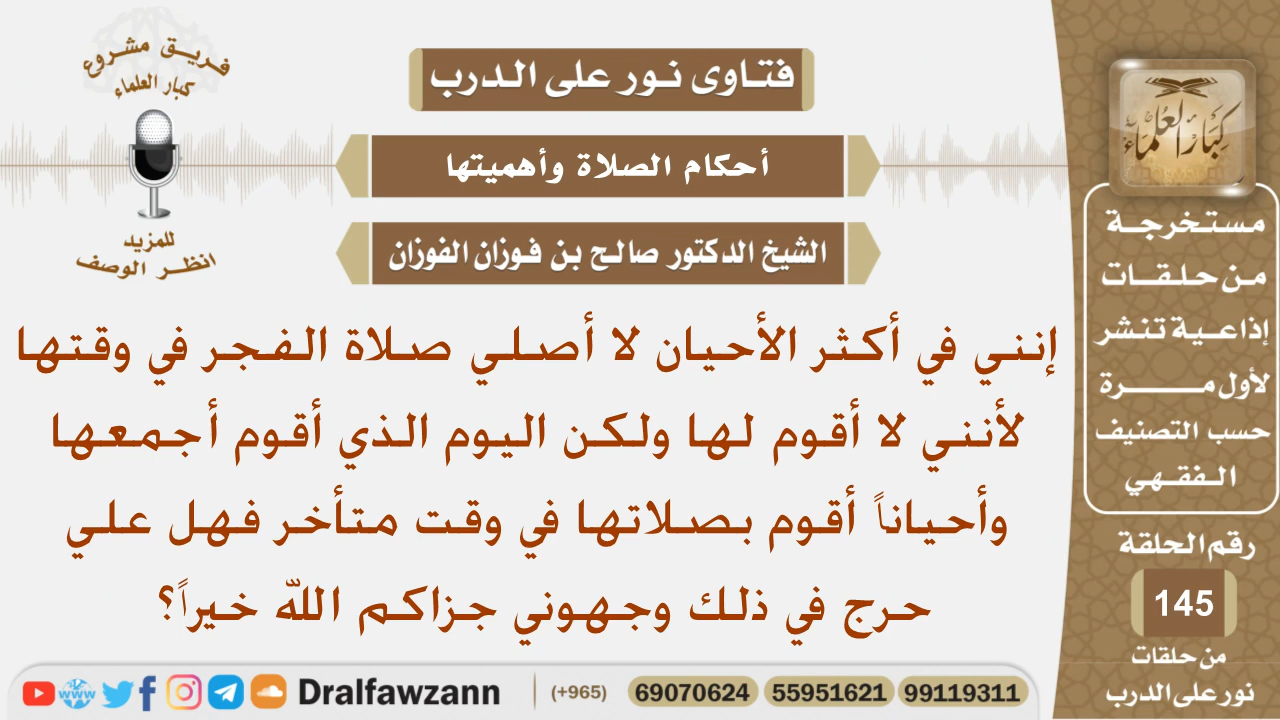 فريق مشروع
كبار العلماء
للمزيد
انظر الوصف
فتاوى نور على الدرب
أحكام الصلاة وأهميتها
الشيخ الدكتور صالح بن فوزان الفوزان
إنني في أكثر الأحيان لا أصلي صلاة الفجر في وقتها
لأنني لا أقوم لها ولكن اليوم الذي أقوم أجمعها
وأحياناً أقوم بصلاتها في وقت متأخر فهل علي
حرج في ذلك وجهوني جزاكم الله خيراً؟
كبار العلماء
مستخرجة
من حلقات
إذاعية تنشر
لأول مرة
حسب التصنيف
الفقهي
رقم الحلقة
145
من حلقات
نور على الدرب
www
Dralfawzann
(+965)
69070624
55951621
99119311